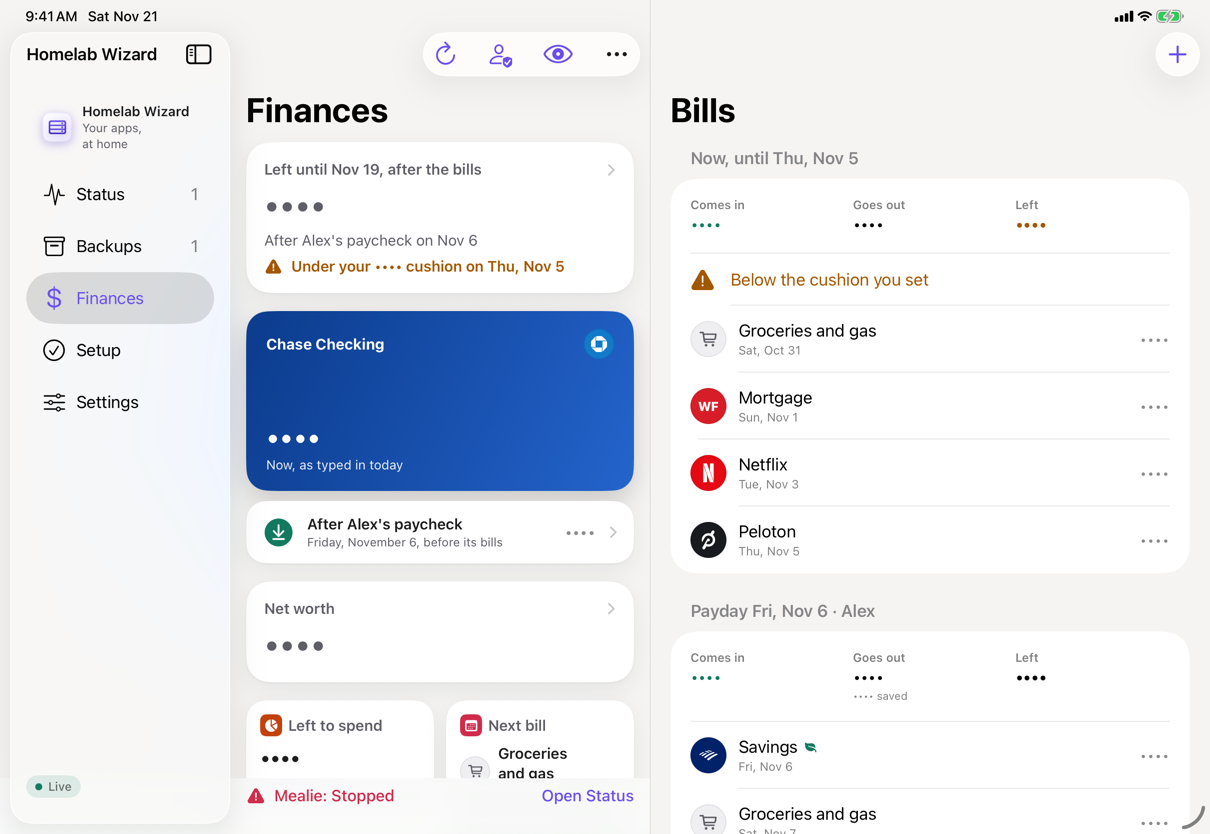 9:41 AM Sat Nov 21
Homelab Wizard
Homelab Wizard
Your apps,
at home
Status 1
Backups 1
Finances
Setup
Settings
Live
Finances
Left until Nov 19, after the bills
••••
After Alex's paycheck on Nov 6
Under your •••• cushion on Thu, Nov 5
Chase Checking
••••
Now, as typed in today
After Alex's paycheck
Friday, November 6, before its bills
••••
Net worth
••••
Left to spend
••••
Next bill
Groceries
and gas
Mealie: Stopped
Open Status
Bills
Now, until Thu, Nov 5
Comes in Goes out Left
•••• •••• ••••
Below the cushion you set
Groceries and gas
Sat, Oct 31
••••
WF
Mortgage
Sun, Nov 1
••••
N
Netflix
Tue, Nov 3
••••
Peloton
Thu, Nov 5
••••
Payday Fri, Nov 6 · Alex
Comes in Goes out Left
•••• •••• ••••
•••• saved
Savings
Fri, Nov 6
••••
Groceries and gas
Sat, Nov 7
••••